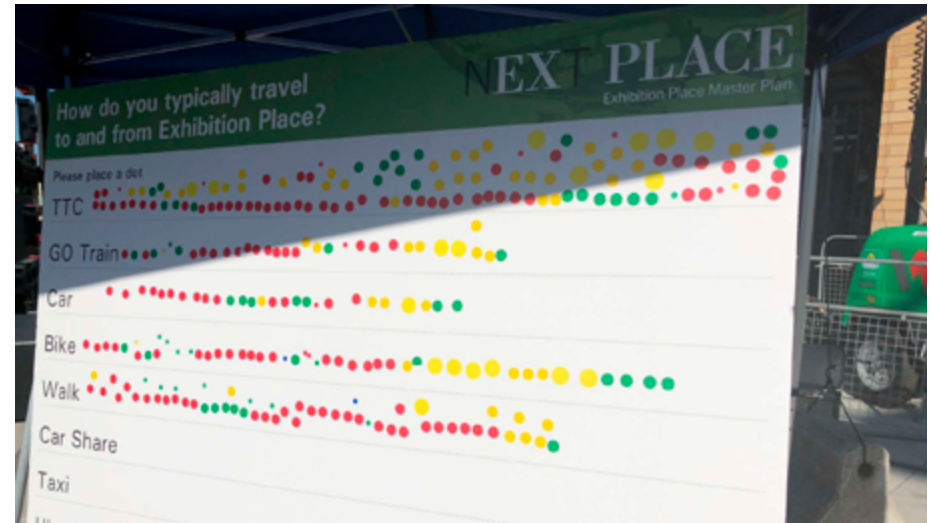 How do you typically travel
to and from Exhibition Place?
NEXT PLACE
Exhibition Place Master Plan
Please place a dot
TTC
GO Train
Car
Bike
Walk
Car Share
Taxi